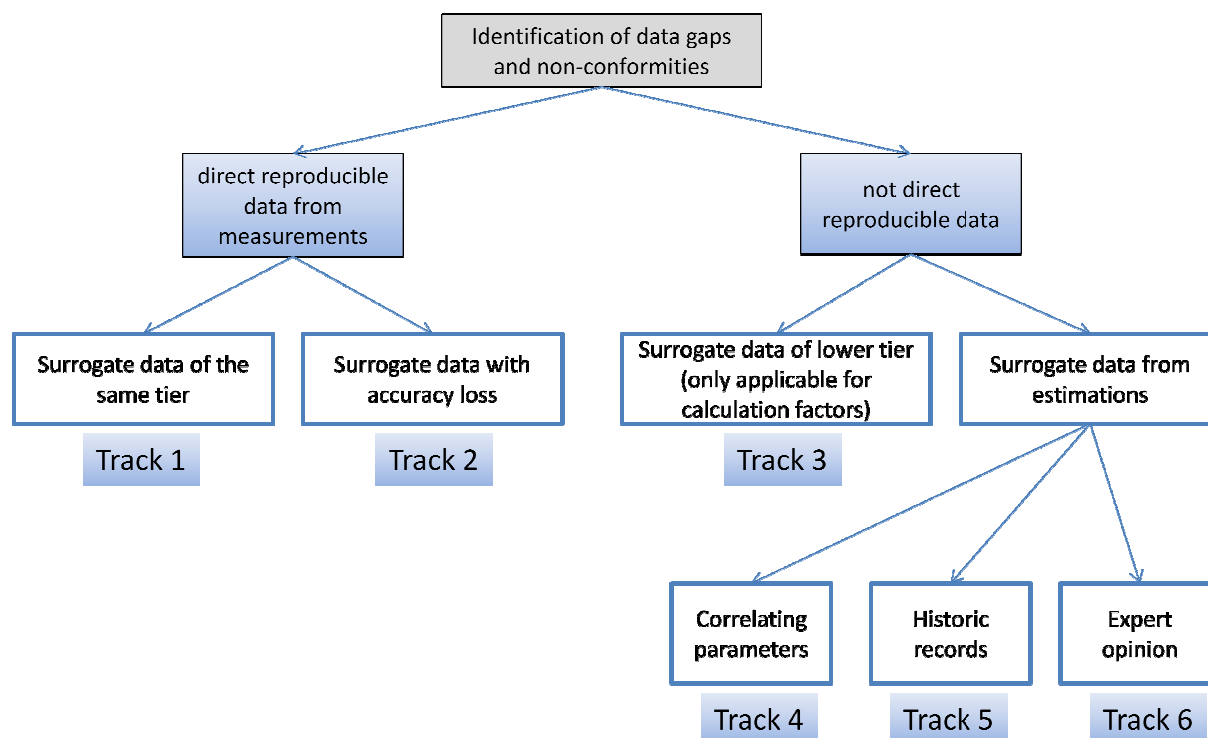 Identification of data gaps
and non-conformities
direct reproducible
data from
measurements
not direct
reproducible data
Surrogate data of the
same tier
Surrogate data with
accuracy loss
Surrogate data of lower tier
(only applicable for
calculation factors)
Surrogate data from
estimations
Track 1
Track 2
Track 3
Correlating
parameters
Historic
records
Expert
opinion
Track 4
Track 5
Track 6